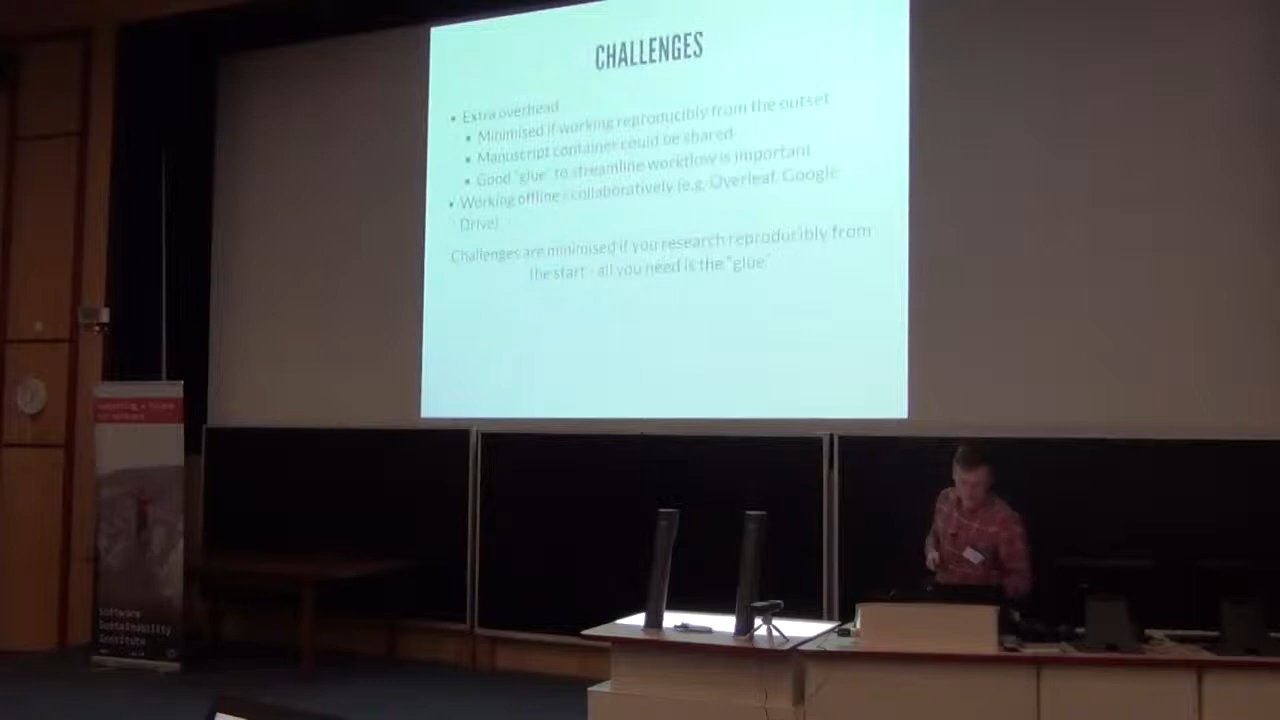 CHALLENGES
• Extra overhead
• Minimised if working reproducibly from the outset
• Manuscript container could be shared
• Good "glue" to streamline workflow is important
• Working offline - collaboratively (e.g. Overleaf, Google
Drive)
Challenges are minimised if you research reproducibly from
the start - all you need is the "glue"
Software
Sustainability
Institute